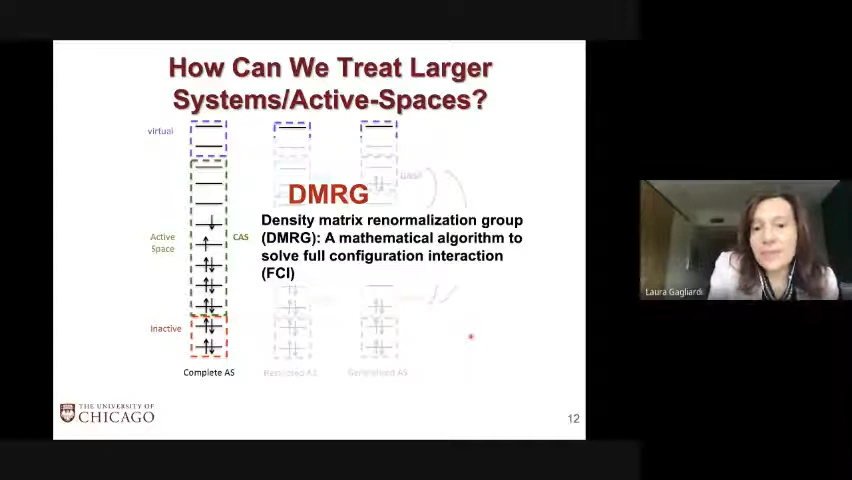 How Can We Treat Larger
Systems/Active-Spaces?
virtual
GASP
DMRG
Density matrix renormalization group
(DMRG): A mathematical algorithm to
solve full configuration interaction
(FCI)
Active
Space
CAS
Inactive
Complete AS
Restricted AS
Generalized AS
THE UNIVERSITY OF
CHICAGO
12
Laura Gagliardi